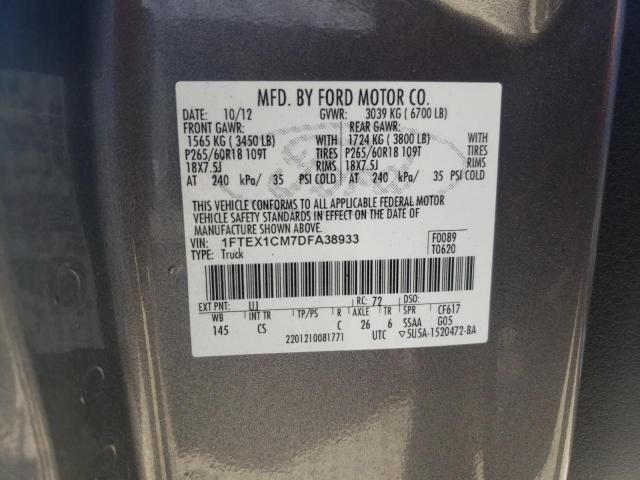 MFD. BY FORD MOTOR CO.
DATE: 10/12 GVWR: 3039 KG ( 6700 LB)
FRONT GAWR: REAR GAWR:
1565 KG ( 3450 LB) WITH 1724 KG ( 3800 LB) WITH
P265/60R18 109T TIRES P265/60R18 109T TIRES
18X7.5J RIMS 18X7.5J RIMS
AT 240 kPa/ 35 PSI COLD AT 240 kPa/ 35 PSI COLD
THIS VEHICLE CONFORMS TO ALL APPLICABLE FEDERAL MOTOR
VEHICLE SAFETY STANDARDS IN EFFECT ON THE DATE OF
MANUFACTURE SHOWN ABOVE.
VIN: 1FTEX1CM7DFA38933 F0089
TYPE: Truck T0620
EXT PNT: UJ RC: 72 DSO:
WB INT TR TP/PS R AXLE TR SPR CF617
145 CS C 26 6 SSAA G05
2201210081771 UTC ▽5U5A-1520472-BA
Ford